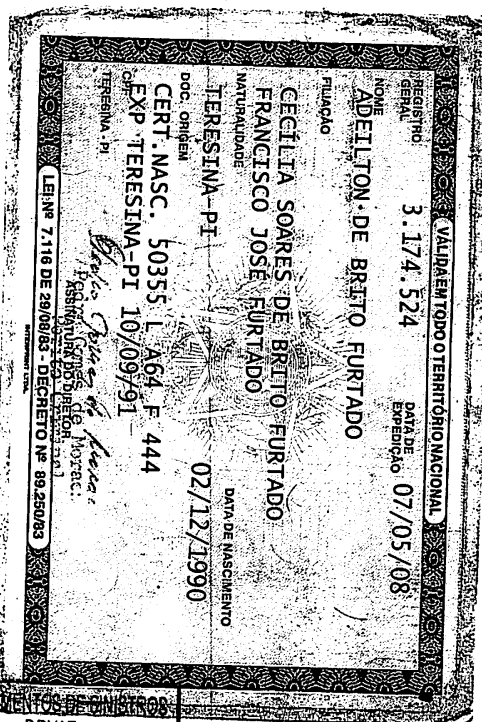 VÁLIDA EM TODO O TERRITÓRIO NACIONAL
REGISTRO GERAL 3.174.524 DATA DE EXPEDIÇÃO 07/05/08
NOME
ADEILTON DE BRITO FURTADO
FILIAÇÃO
CECÍLIA SOARES DE BRITO FURTADO
FRANCISCO JOSÉ FURTADO
NATURALIDADE DATA DE NASCIMENTO
TERESINA-PI 02/12/1990
DOC. ORIGEM
CERT.NASC. 50355 L A64 F 444
EXP TERESINA-PI 10/09/91
CPF
TERESINA - PI
ASSINATURA DO DIRETOR
LEI Nº 7.116 DE 29/08/83 - DECRETO Nº 89.250/83